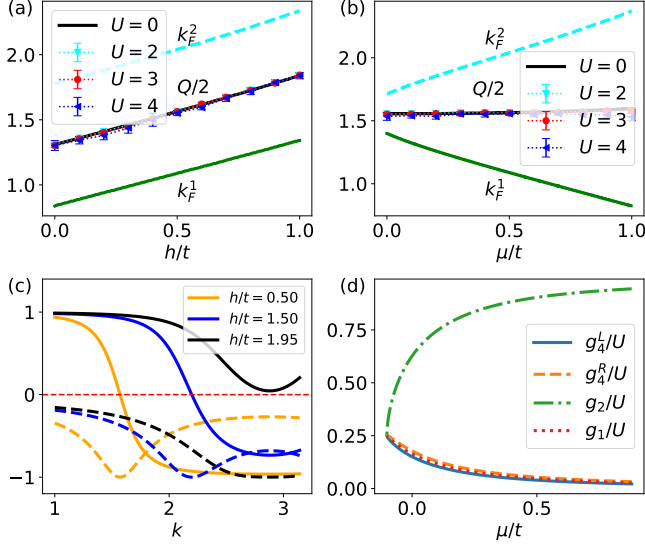 (a)
2.0
1.5
1.0
0.0
0.5
1.0
h/t
U = 0
U = 2
U = 3
U = 4
k_F^2
Q/2
k_F^1
(b)
2.0
1.5
1.0
0.0
0.5
1.0
μ/t
k_F^2
Q/2
k_F^1
U = 0
U = 2
U = 3
U = 4
(c)
1
0
−1
1
2
3
k
h/t = 0.50
h/t = 1.50
h/t = 1.95
(d)
0.75
0.50
0.25
0.00
0.0
0.5
μ/t
g_4^L/U
g_4^R/U
g_2/U
g_1/U